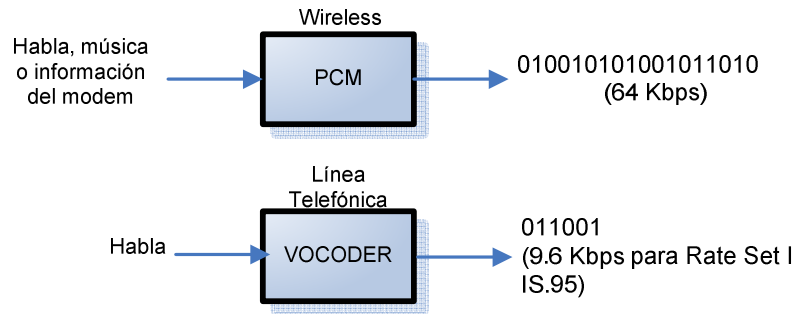 Wireless
Habla, música
o información
del modem
PCM
010010101001011010
(64 Kbps)
Línea
Telefónica
Habla
VOCODER
011001
(9.6 Kbps para Rate Set I
IS.95)